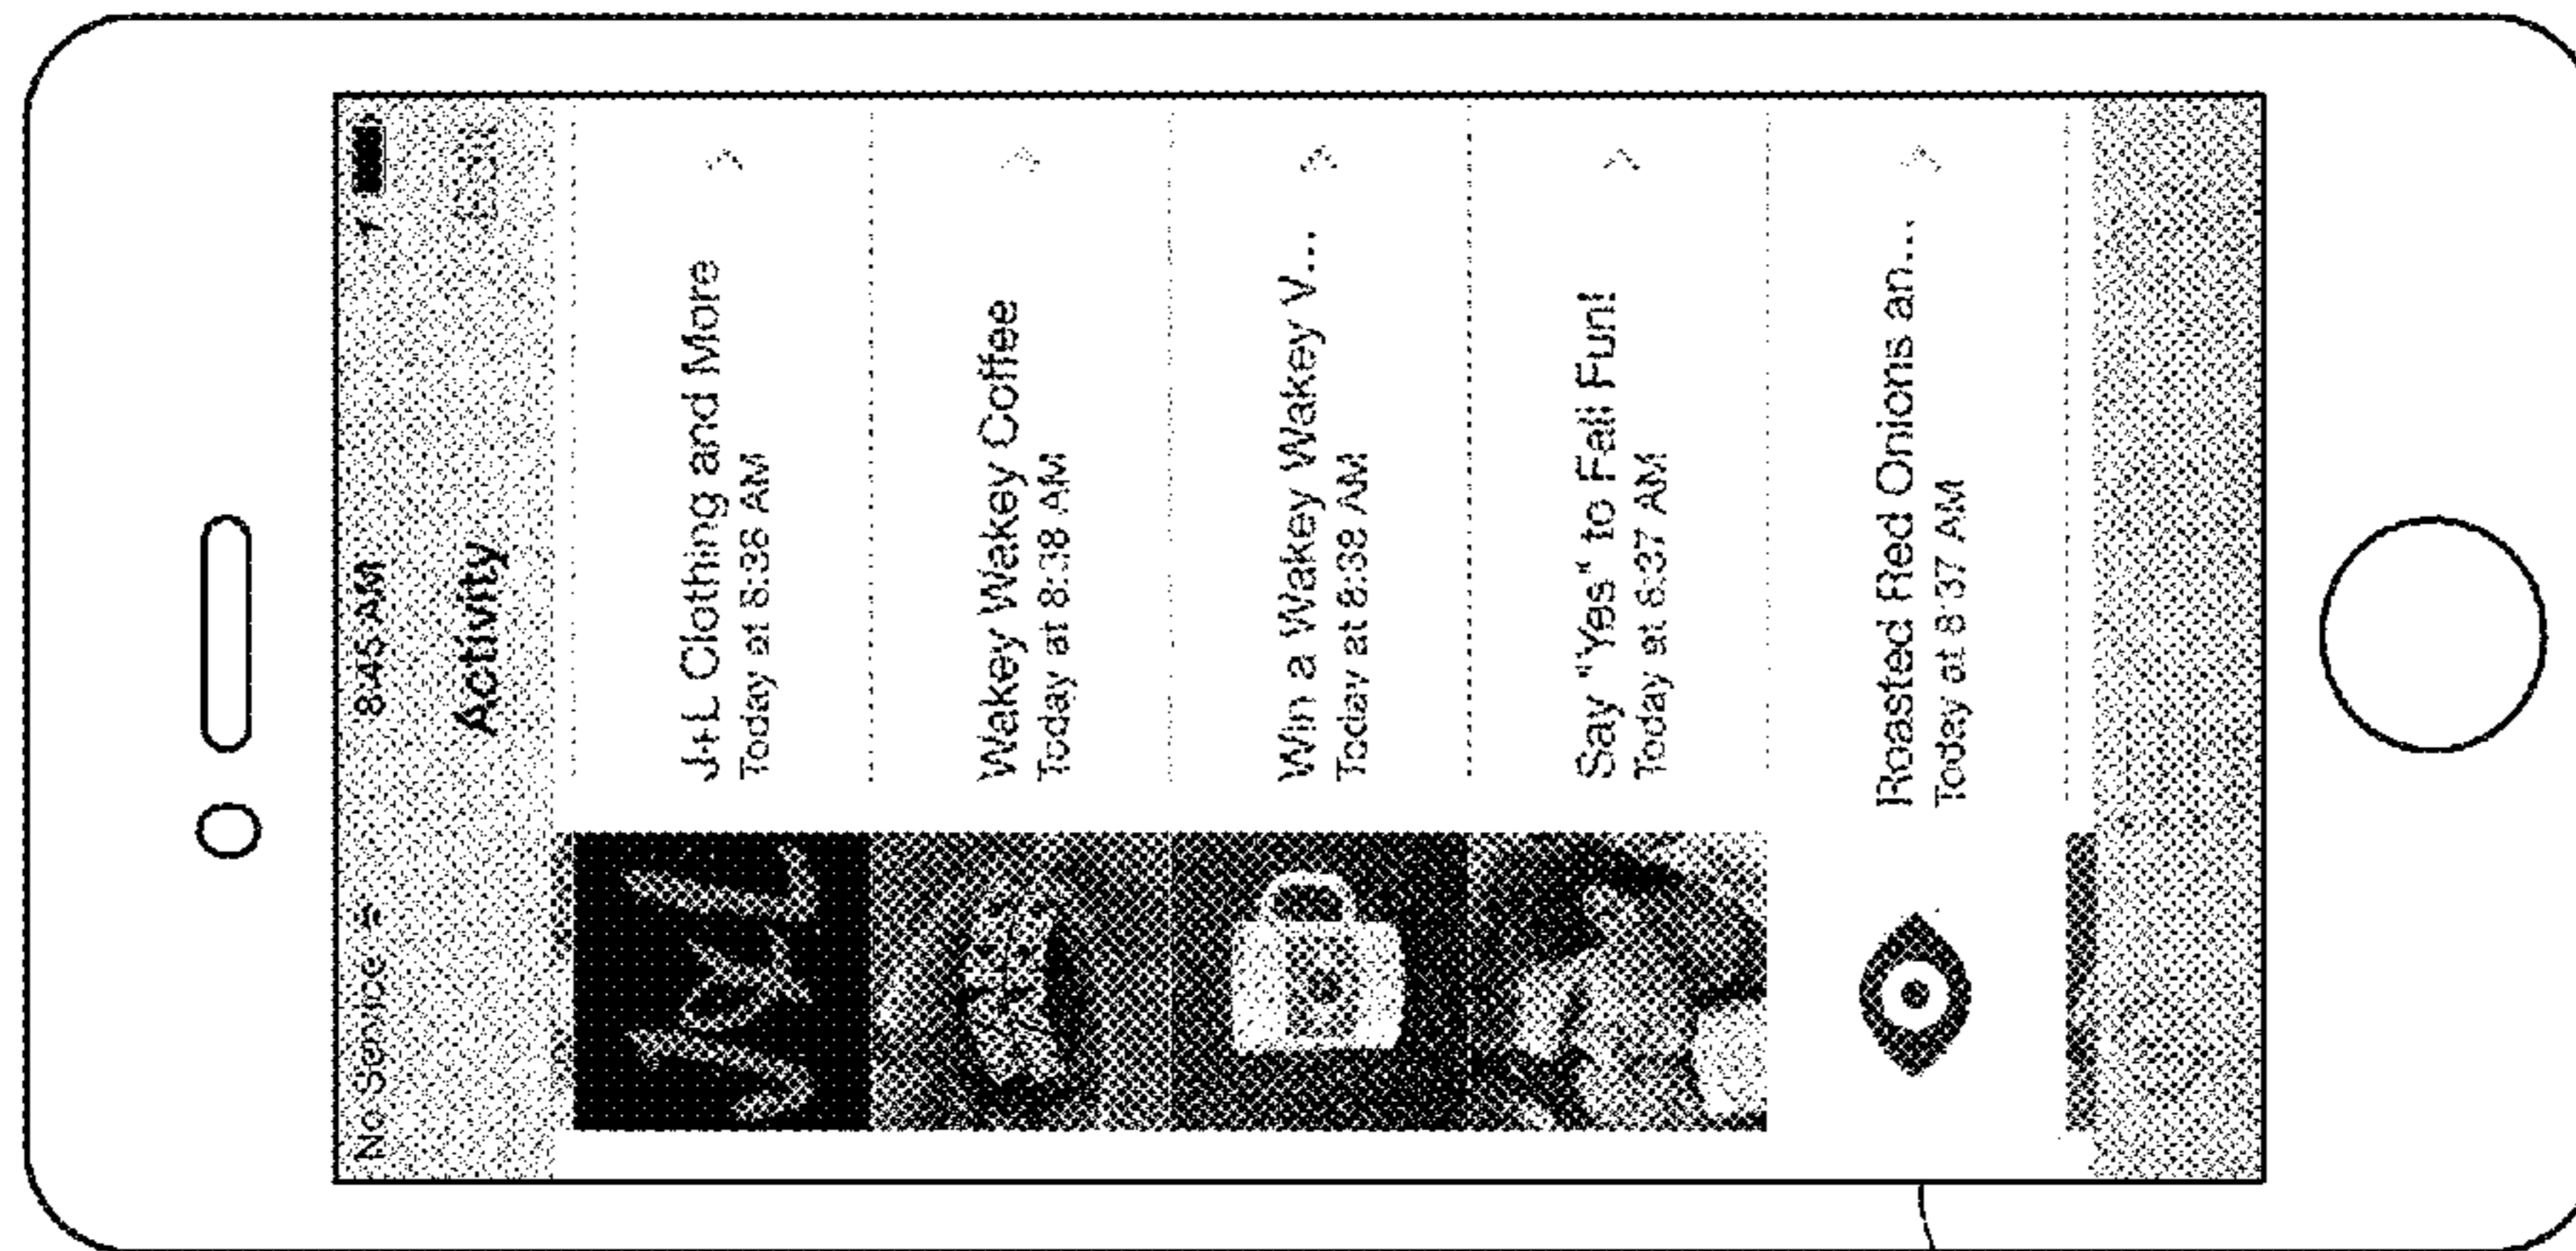 No Service
8:45 AM
Activity
J+L Clothing and More
Today at 8:38 AM
Wakey Wakey Coffee
Today at 8:38 AM
Win a Wakey Wakey V...
Today at 8:38 AM
Say "Yes" to Fall Fun!
Today at 8:37 AM
Roasted Red Onions an...
Today at 8:37 AM